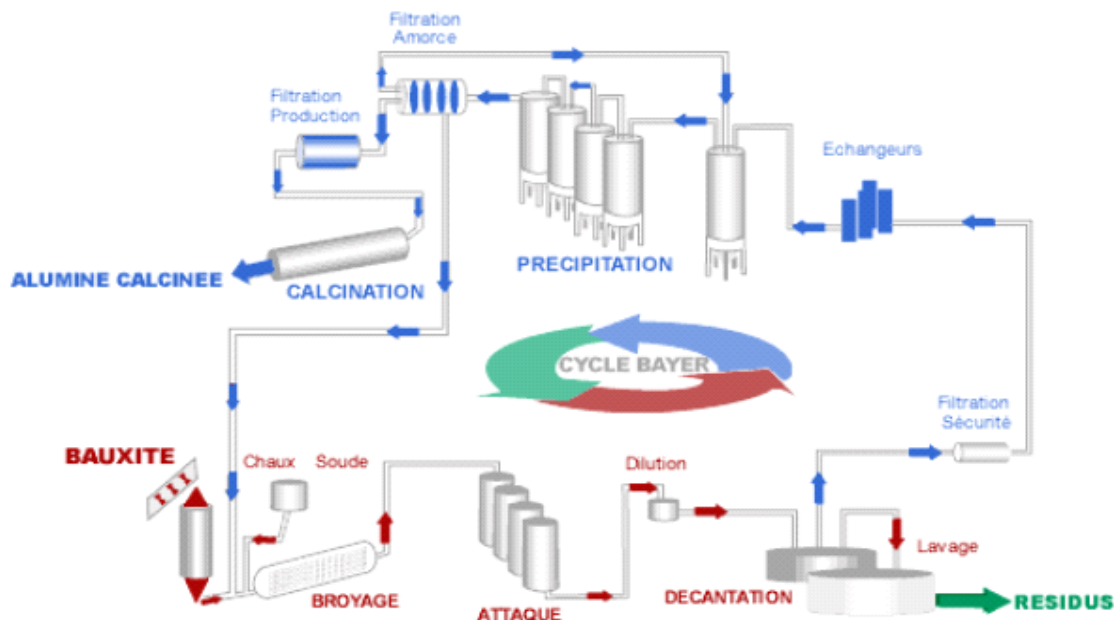 Filtration
Amorce
Filtration
Production
Echangeurs
ALUMINE CALCINEE
CALCINATION
PRECIPITATION
CYCLE BAYER
Filtration
Sécurité
BAUXITE
Chaux Soude
Dilution
Lavage
BROYAGE
ATTAQUE
DECANTATION
RESIDUS